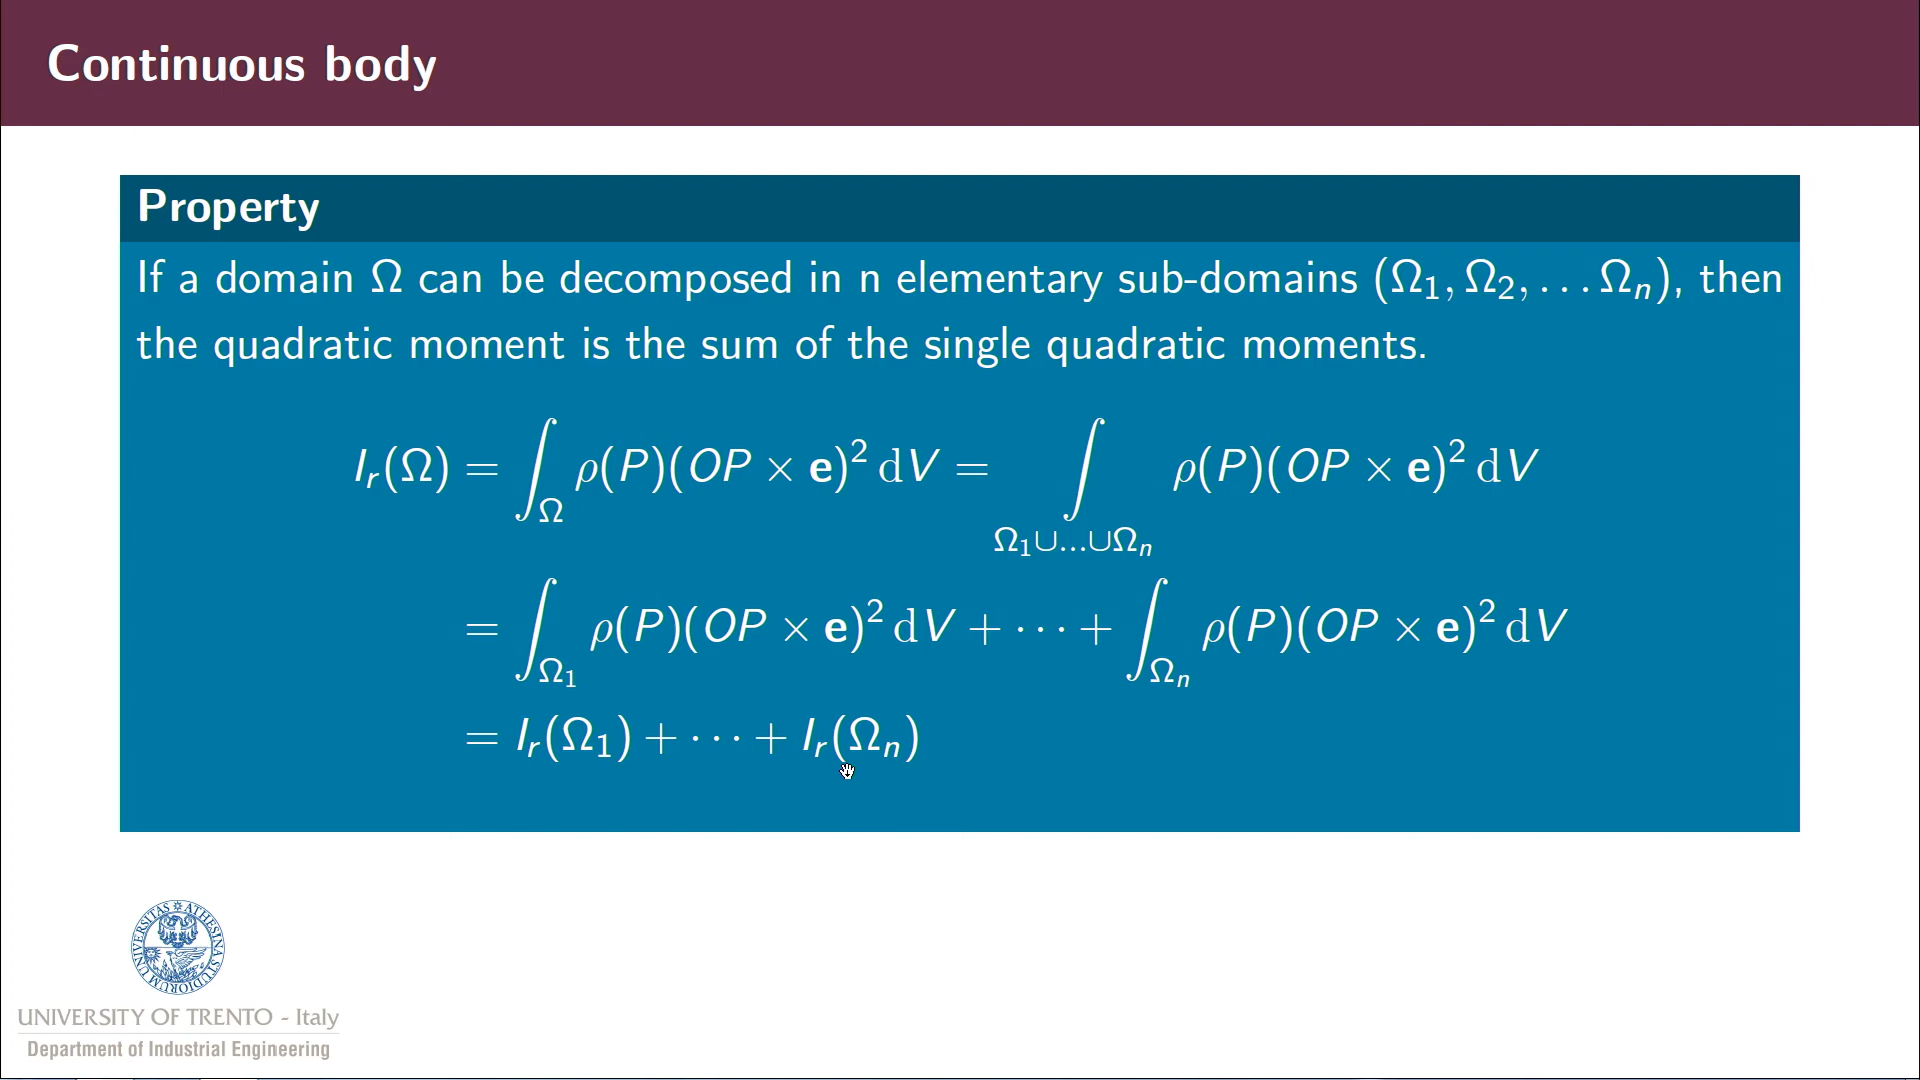 Continuous body
Property
If a domain Ω can be decomposed in n elementary sub-domains (Ω₁, Ω₂, . . . Ωₙ), then
the quadratic moment is the sum of the single quadratic moments.
Iᵣ(Ω) = ∫_Ω ρ(P)(OP × e)² dV = ∫_{Ω₁∪...∪Ωₙ} ρ(P)(OP × e)² dV
= ∫_{Ω₁} ρ(P)(OP × e)² dV + · · · + ∫_{Ωₙ} ρ(P)(OP × e)² dV
= Iᵣ(Ω₁) + · · · + Iᵣ(Ωₙ)
UNIVERSITAS ATHESINA STUDIORUM
UNIVERSITY OF TRENTO - Italy
Department of Industrial Engineering